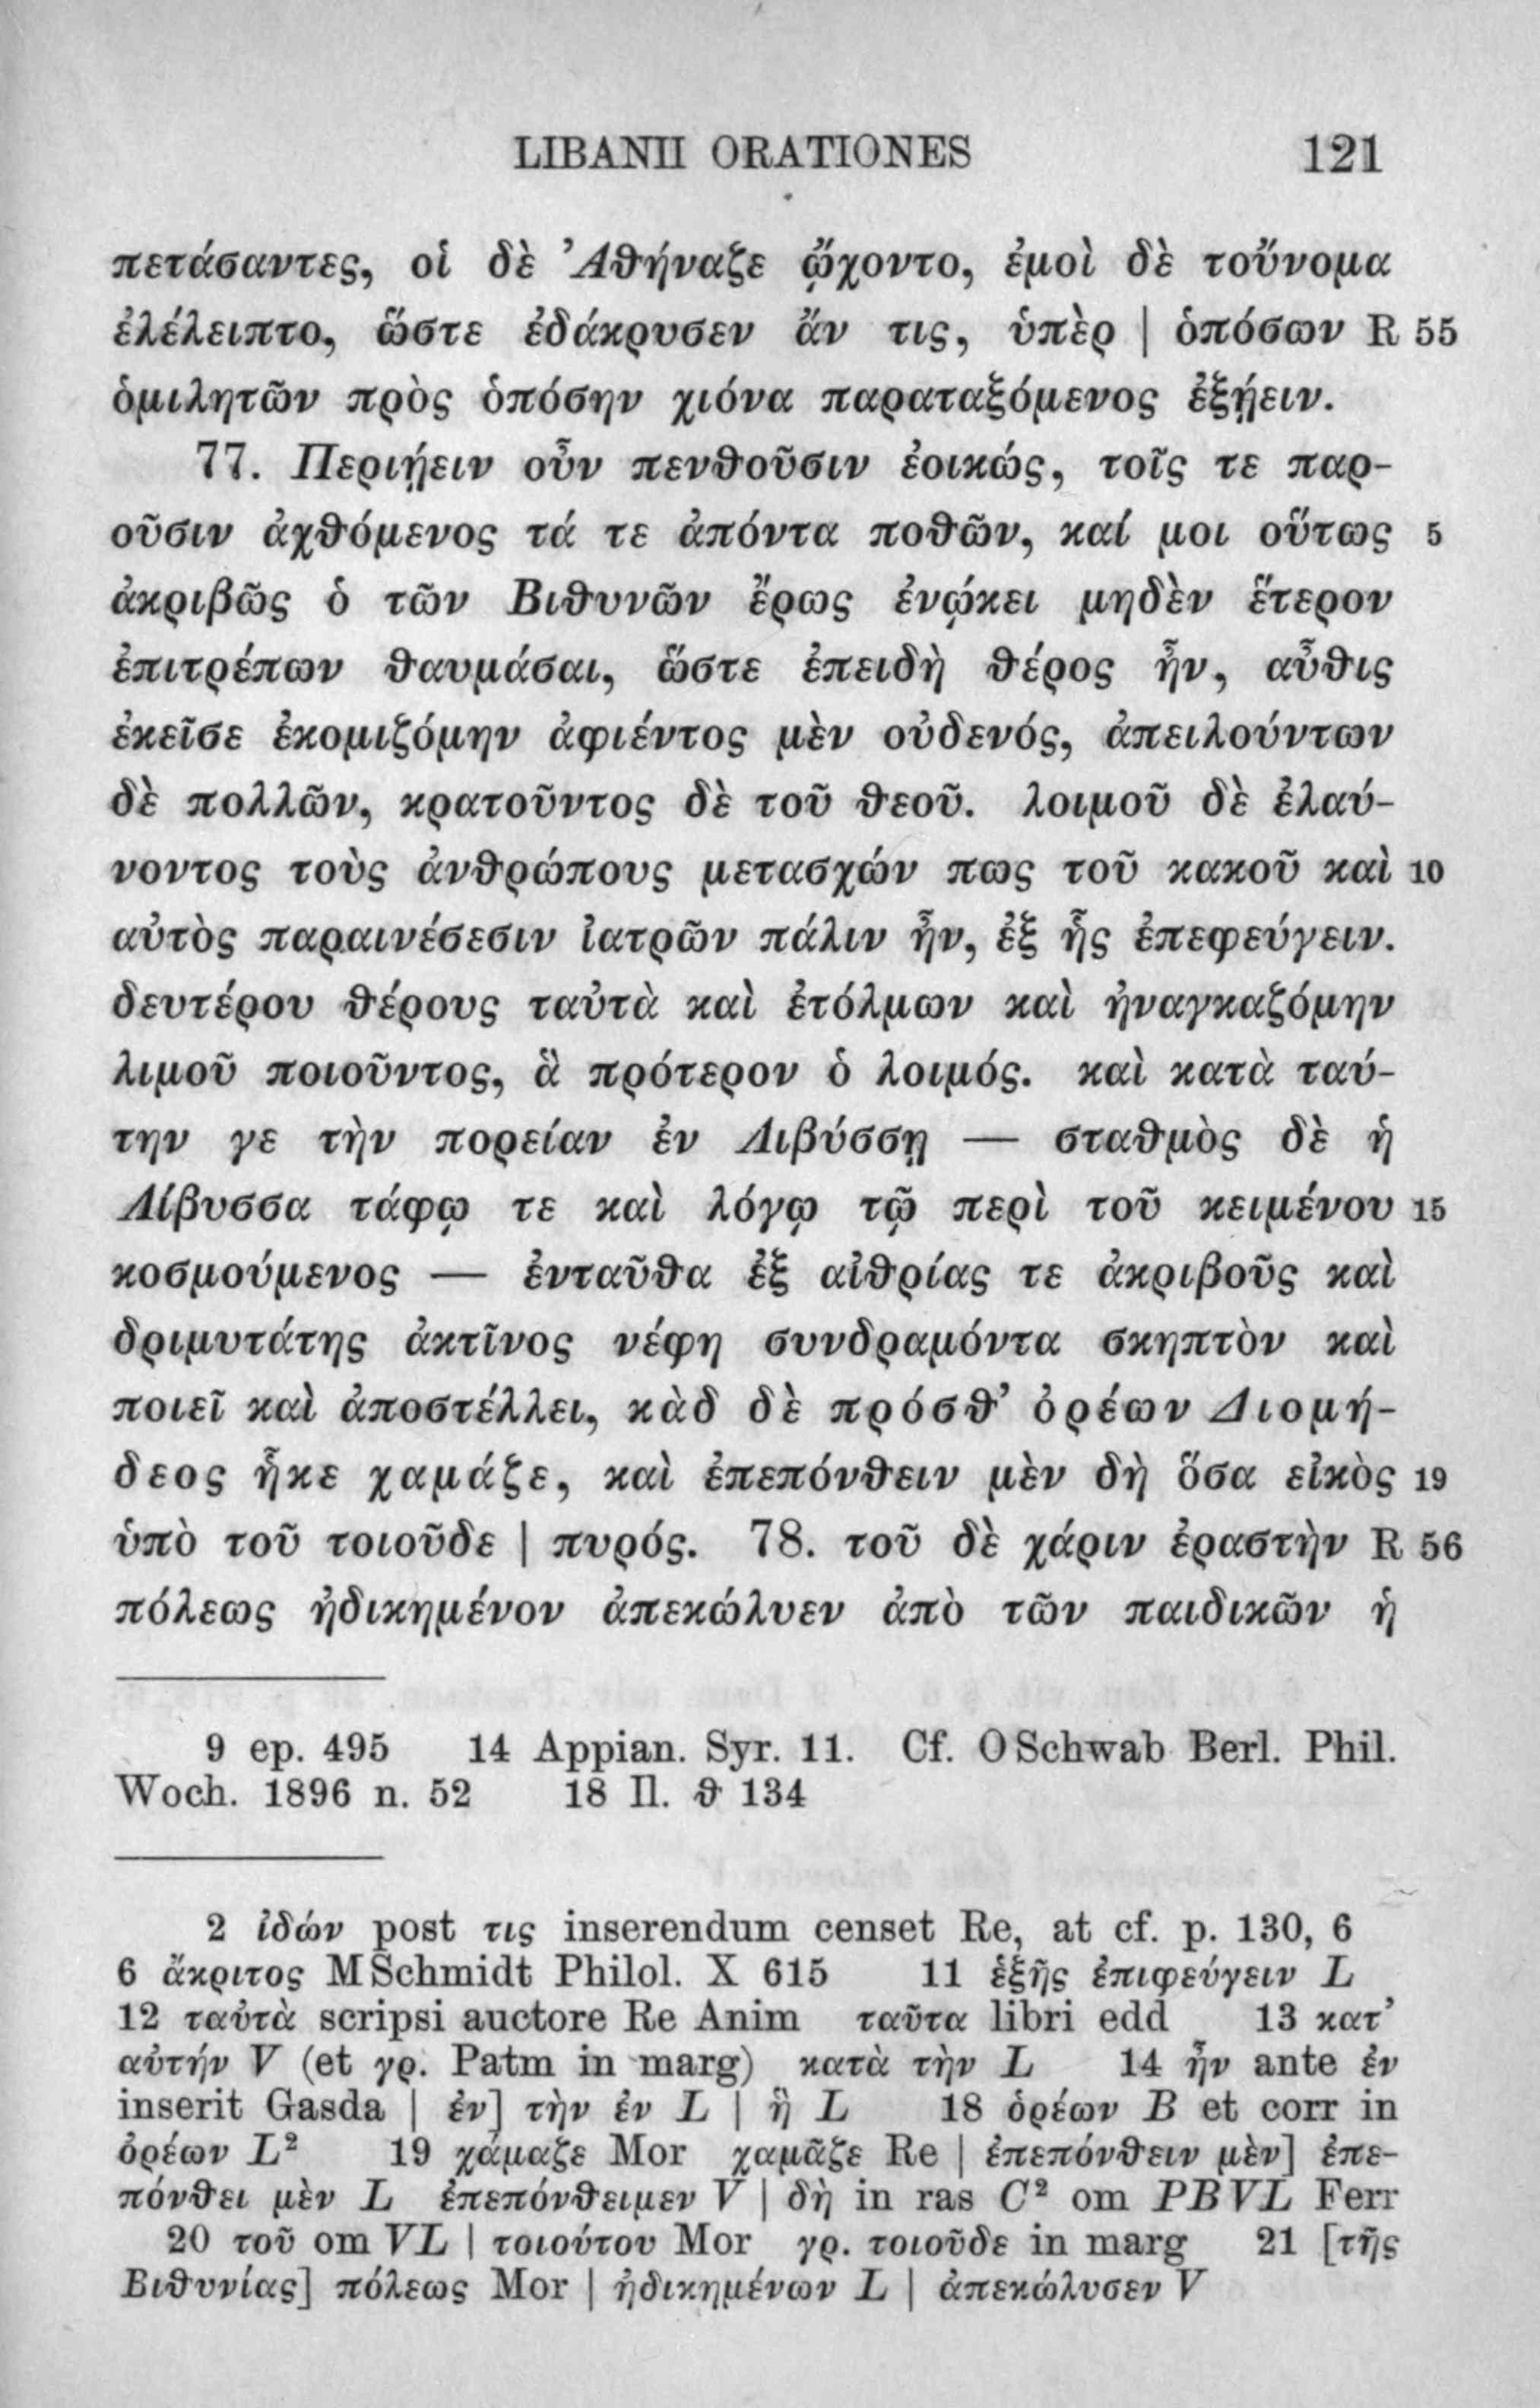 LIBANII ORATIONES 121
πετάσαντες, οἱ δὲ Ἀθήναζε ᾤχοντο, ἐμοὶ δὲ τοὔνομα
ἐλέλειπτο, ὥστε ἐδάκρυσεν ἄν τις, ὑπὲρ | ὁπόσων R 55
ὁμιλητῶν πρὸς ὁπόσην χιόνα παραταξόμενος ἐξῄειν.
77. Περιῄειν οὖν πενθοῦσιν ἐοικώς, τοῖς τε παρ-
οῦσιν ἀχθόμενος τά τε ἀπόντα ποθῶν, καί μοι οὕτως 5
ἀκριβῶς ὁ τῶν Βιθυνῶν ἔρως ἐνῴκει μηδὲν ἕτερον
ἐπιτρέπων θαυμάσαι, ὥστε ἐπειδὴ θέρος ἦν, αὖθις
ἐκεῖσε ἐκομιζόμην ἀφιέντος μὲν οὐδενός, ἀπειλούντων
δὲ πολλῶν, κρατοῦντος δὲ τοῦ θεοῦ. λοιμοῦ δὲ ἐλαύ-
νοντος τοὺς ἀνθρώπους μετασχών πως τοῦ κακοῦ καὶ 10
αὐτὸς παραινέσεσιν ἰατρῶν πάλιν ἦν, ἐξ ἧς ἐπεφεύγειν.
δευτέρου θέρους ταὐτὰ καὶ ἐτόλμων καὶ ἠναγκαζόμην
λιμοῦ ποιοῦντος, ἃ πρότερον ὁ λοιμός. καὶ κατὰ ταύ-
την γε τὴν πορείαν ἐν Λιβύσσῃ — σταθμὸς δὲ ἡ
Λίβυσσα τάφῳ τε καὶ λόγῳ τῷ περὶ τοῦ κειμένου 15
κοσμούμενος — ἐνταῦθα ἐξ αἰθρίας τε ἀκριβοῦς καὶ
δριμυτάτης ἀκτῖνος νέφη συνδραμόντα σκηπτὸν καὶ
ποιεῖ καὶ ἀποστέλλει, κὰδ δὲ πρόσθ’ ὀρέων Διομή-
δεος ἧκε χαμάζε, καὶ ἐπεπόνθειν μὲν δὴ ὅσα εἰκὸς 19
ὑπὸ τοῦ τοιοῦδε | πυρός. 78. τοῦ δὲ χάριν ἐραστὴν R 56
πόλεως ἠδικημένον ἀπεκώλυεν ἀπὸ τῶν παιδικῶν ἡ
9 ep. 495 14 Appian. Syr. 11. Cf. O Schwab Berl. Phil.
Woch. 1896 n. 52 18 Il. ϑ 134
2 ἰδών post τις inserendum censet Re, at cf. p. 130, 6
6 ἄκριτος M Schmidt Philol. X 615 11 ἑξῆς ἐπιφεύγειν L
12 ταὐτὰ scripsi auctore Re Anim ταῦτα libri edd 13 κατ’
αὐτήν V (et γρ. Patm in marg) κατὰ τὴν L 14 ἦν ante ἐν
inserit Gasda | ἐν] τὴν ἐν L | ἢ L 18 ὁρέων B et corr in
ὀρέων L² 19 χάμαζε Mor χαμᾶζε Re | ἐπεπόνθειν μὲν] ἐπε-
πόνθει μὲν L ἐπεπόνθειμεν V | δὴ in ras C² om PBVL Ferr
20 τοῦ om VL | τοιούτου Mor γρ. τοιοῦδε in marg 21 [τῆς
Βιθυνίας] πόλεως Mor | ἠδικημένων L | ἀπεκώλυσεν V